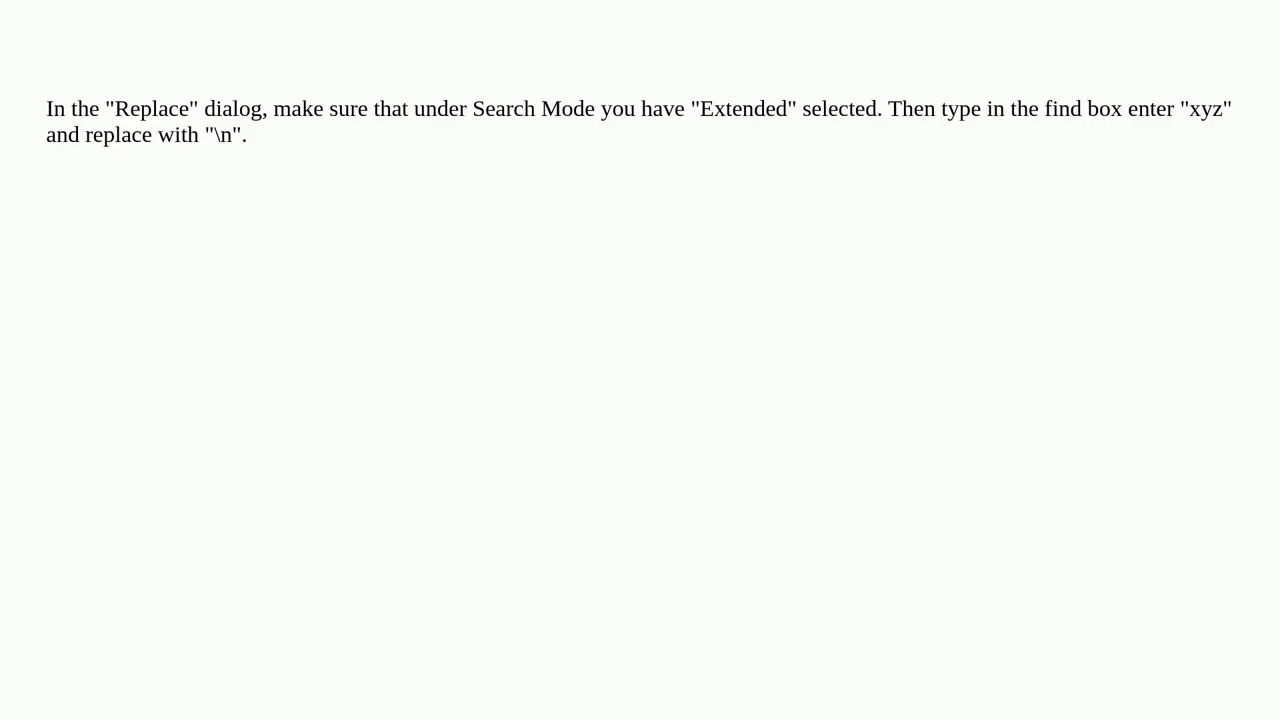 In the "Replace" dialog, make sure that under Search Mode you have "Extended" selected. Then type in the find box enter "xyz"
and replace with "\n".